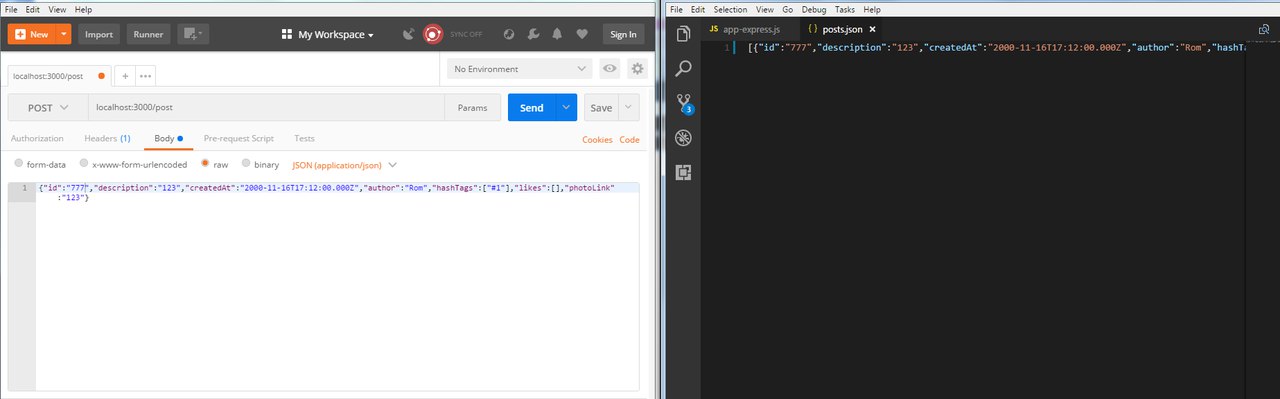 File Edit View Help
New Import Runner My Workspace SYNC OFF Sign In
localhost:3000/post + ••• No Environment
POST localhost:3000/post Params Send Save
Authorization Headers (1) Body Pre-request Script Tests Cookies Code
form-data x-www-form-urlencoded raw binary JSON (application/json)
1 {"id":"777","description":"123","createdAt":"2000-11-16T17:12:00.000Z","author":"Rom","hashTags":["#1"],"likes":[],"photoLink"
:"123"}
File Edit Selection View Go Debug Tasks Help
JS app-express.js { } posts.json
1 [{"id":"777","description":"123","createdAt":"2000-11-16T17:12:00.000Z","author":"Rom","hashTa
3